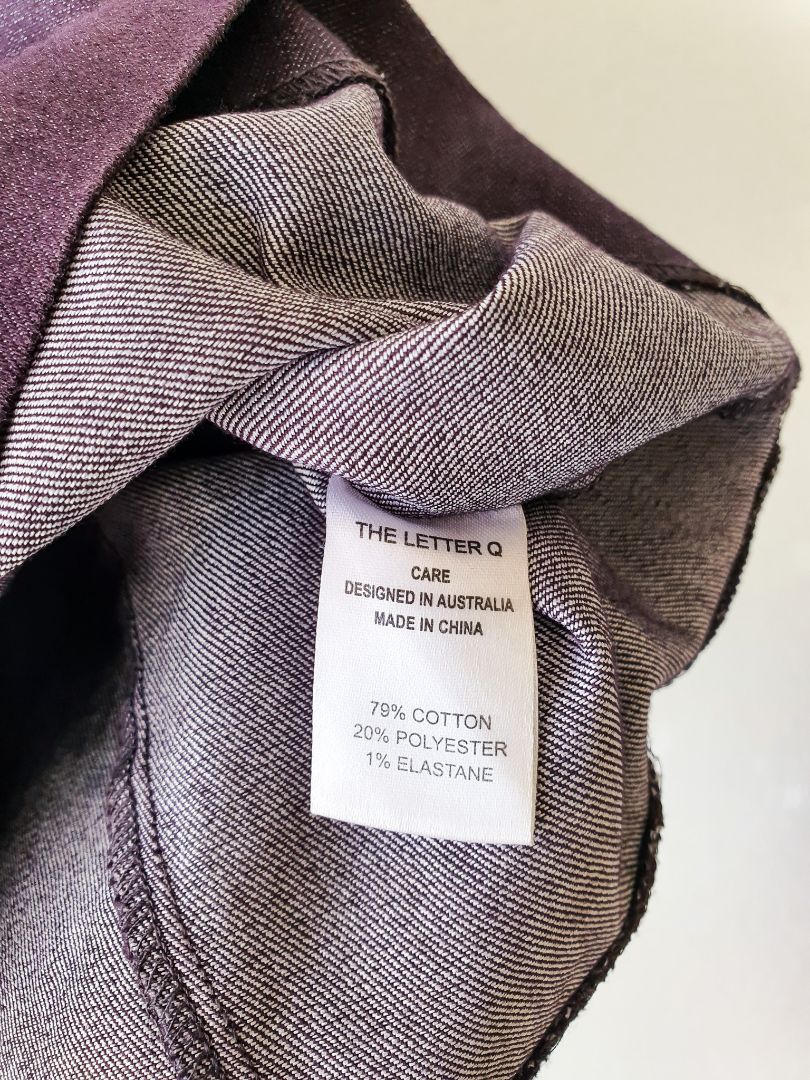 THE LETTER Q
CARE
DESIGNED IN AUSTRALIA
MADE IN CHINA
79% COTTON
20% POLYESTER
1% ELASTANE